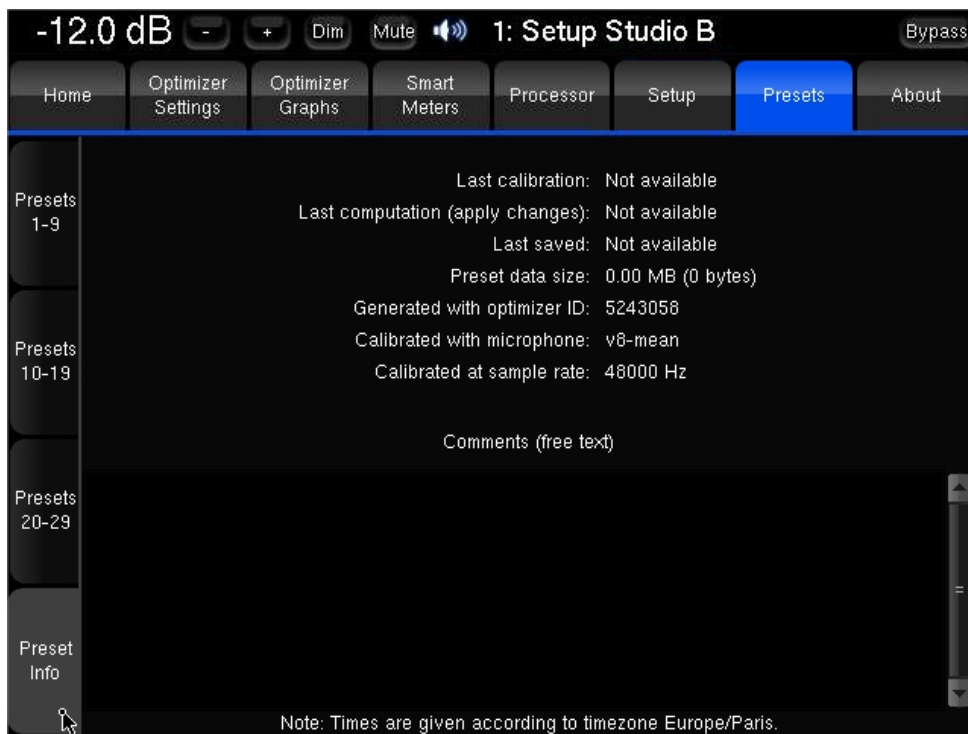 -12.0 dB - + Dim Mute 1: Setup Studio B Bypass
Home Optimizer Settings Optimizer Graphs Smart Meters Processor Setup Presets About
Presets 1-9
Presets 10-19
Presets 20-29
Preset Info
Last calibration: Not available
Last computation (apply changes): Not available
Last saved: Not available
Preset data size: 0.00 MB (0 bytes)
Generated with optimizer ID: 5243058
Calibrated with microphone: v8-mean
Calibrated at sample rate: 48000 Hz
Comments (free text)
Note: Times are given according to timezone Europe/Paris.